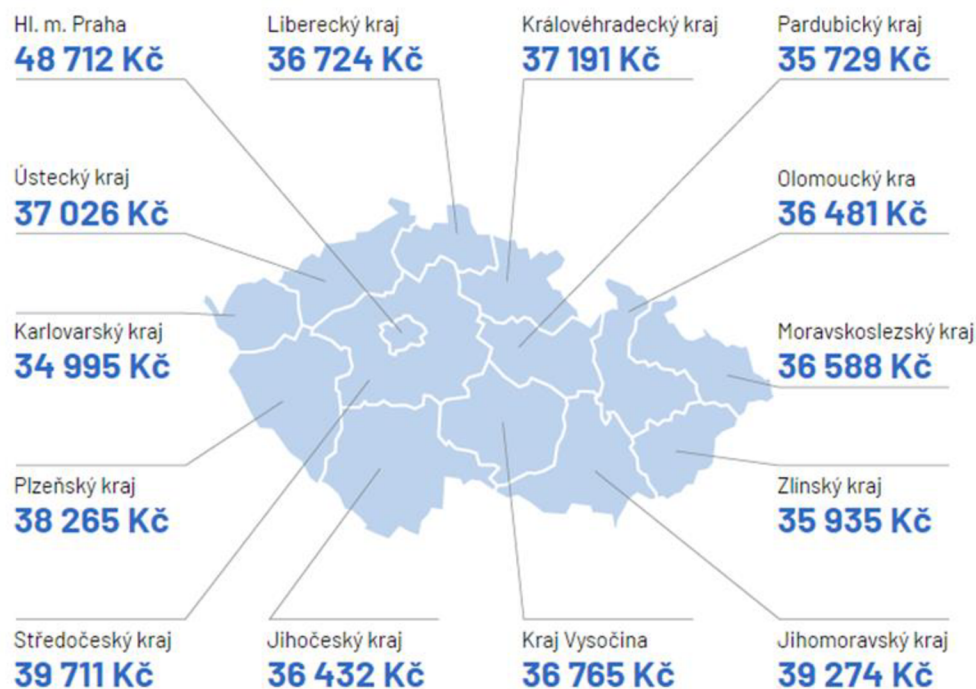 Hl. m. Praha
48 712 Kč
Liberecký kraj
36 724 Kč
Královéhradecký kraj
37 191 Kč
Pardubický kraj
35 729 Kč
Ústecký kraj
37 026 Kč
Olomoucký kra
36 481 Kč
Karlovarský kraj
34 995 Kč
Moravskoslezský kraj
36 588 Kč
Plzeňský kraj
38 265 Kč
Zlínský kraj
35 935 Kč
Středočeský kraj
39 711 Kč
Jihočeský kraj
36 432 Kč
Kraj Vysočina
36 765 Kč
Jihomoravský kraj
39 274 Kč